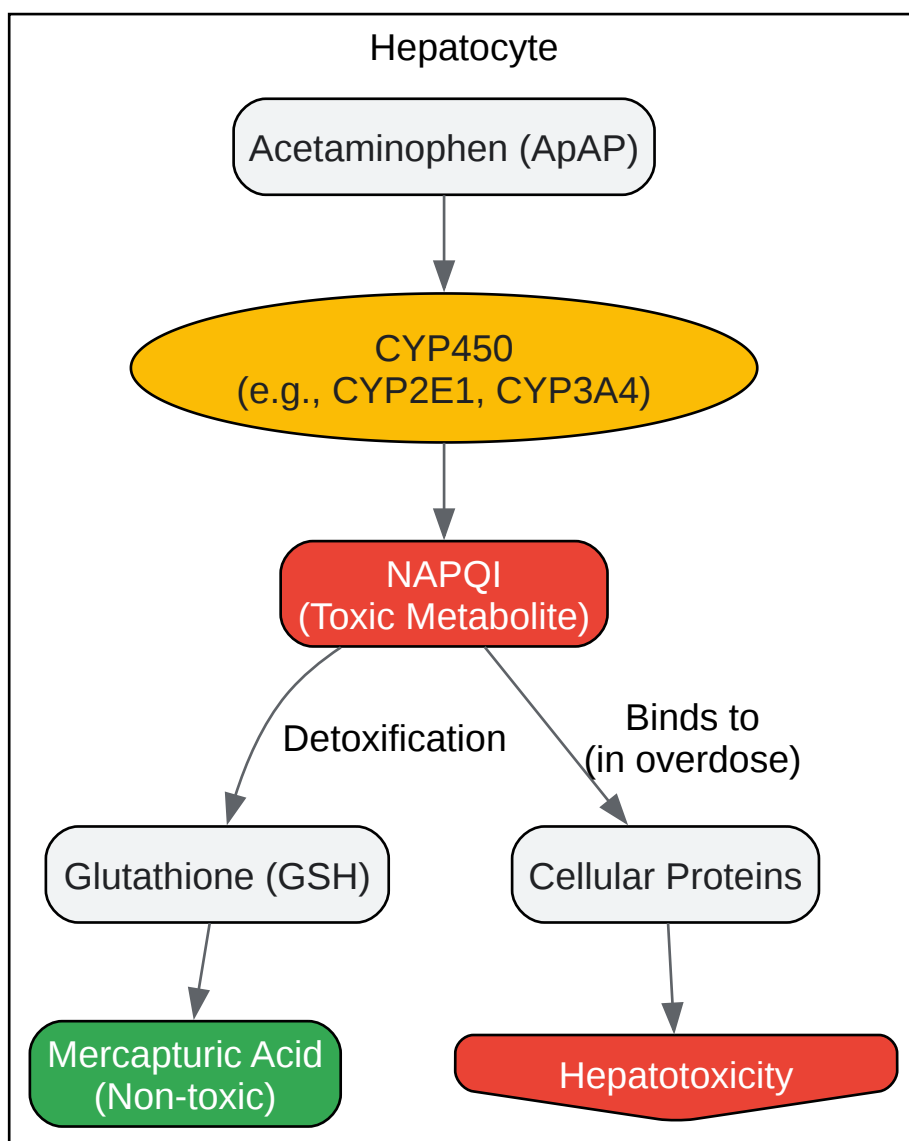 Hepatocyte
Acetaminophen (ApAP)
CYP450
(e.g., CYP2E1, CYP3A4)
NAPQI
(Toxic Metabolite)
Detoxification
Binds to
(in overdose)
Glutathione (GSH)
Cellular Proteins
Mercapturic Acid
(Non-toxic)
Hepatotoxicity